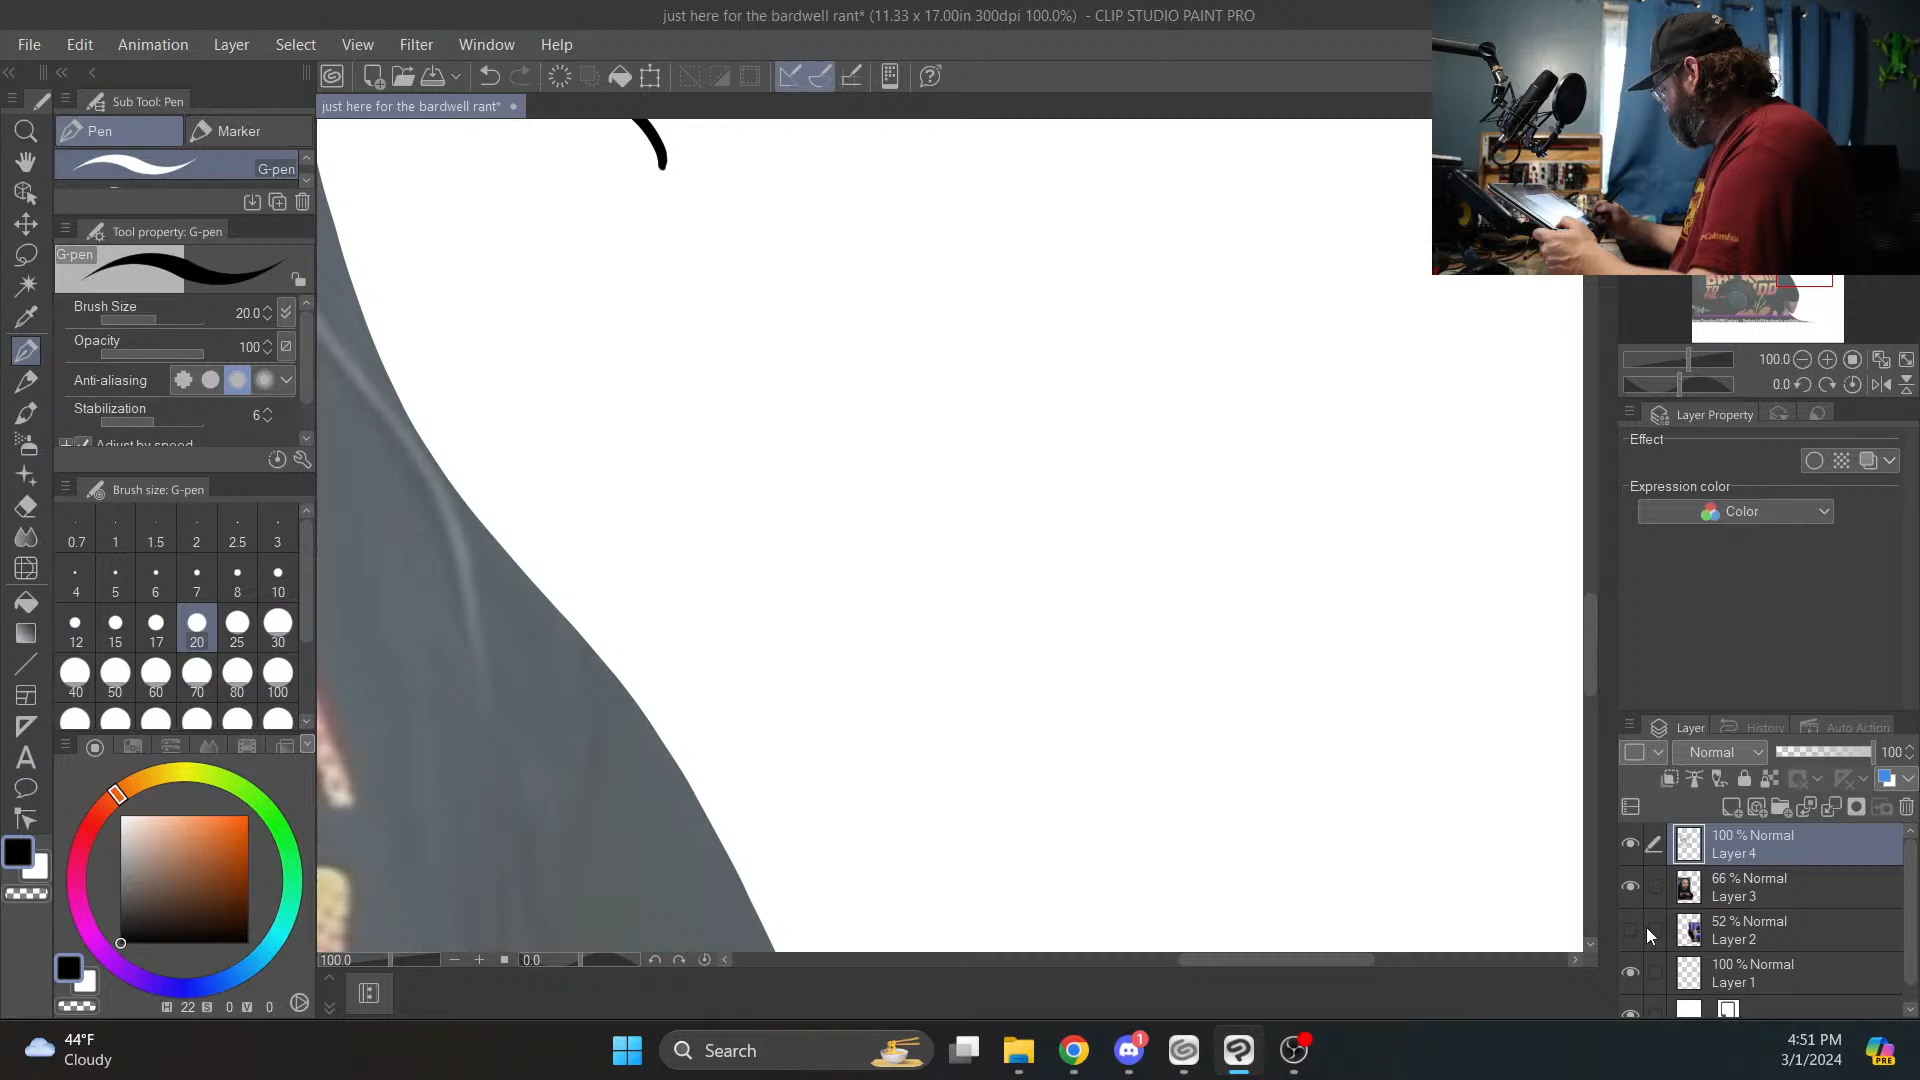 just here for the bardwell rant* (11.33 x 17.00in 300dpi 100.0%) - CLIP STUDIO PAINT PRO
File Edit Animation Layer Select View Filter Window Help
just here for the bardwell rant*
Sub Tool: Pen
Pen Marker
G-pen
Tool property: G-pen
G-pen
Brush Size 20.0
Opacity 100
Anti-aliasing
Stabilization 6
Adjust by speed
Brush size: G-pen
0.7 1 1.5 2 2.5 3
4 5 6 7 8 10
12 15 17 20 25 30
40 50 60 70 80 100
H 22 S 0 V 0
100.0 0.0
Columbia
100.0
0.0
Layer Property
Effect
Expression color
Color
Layer History Auto Action
Normal 100
100 % Normal
Layer 4
66 % Normal
Layer 3
52 % Normal
Layer 2
100 % Normal
Layer 1
44°F
Cloudy
Search
1
4:51 PM
3/1/2024
PRE